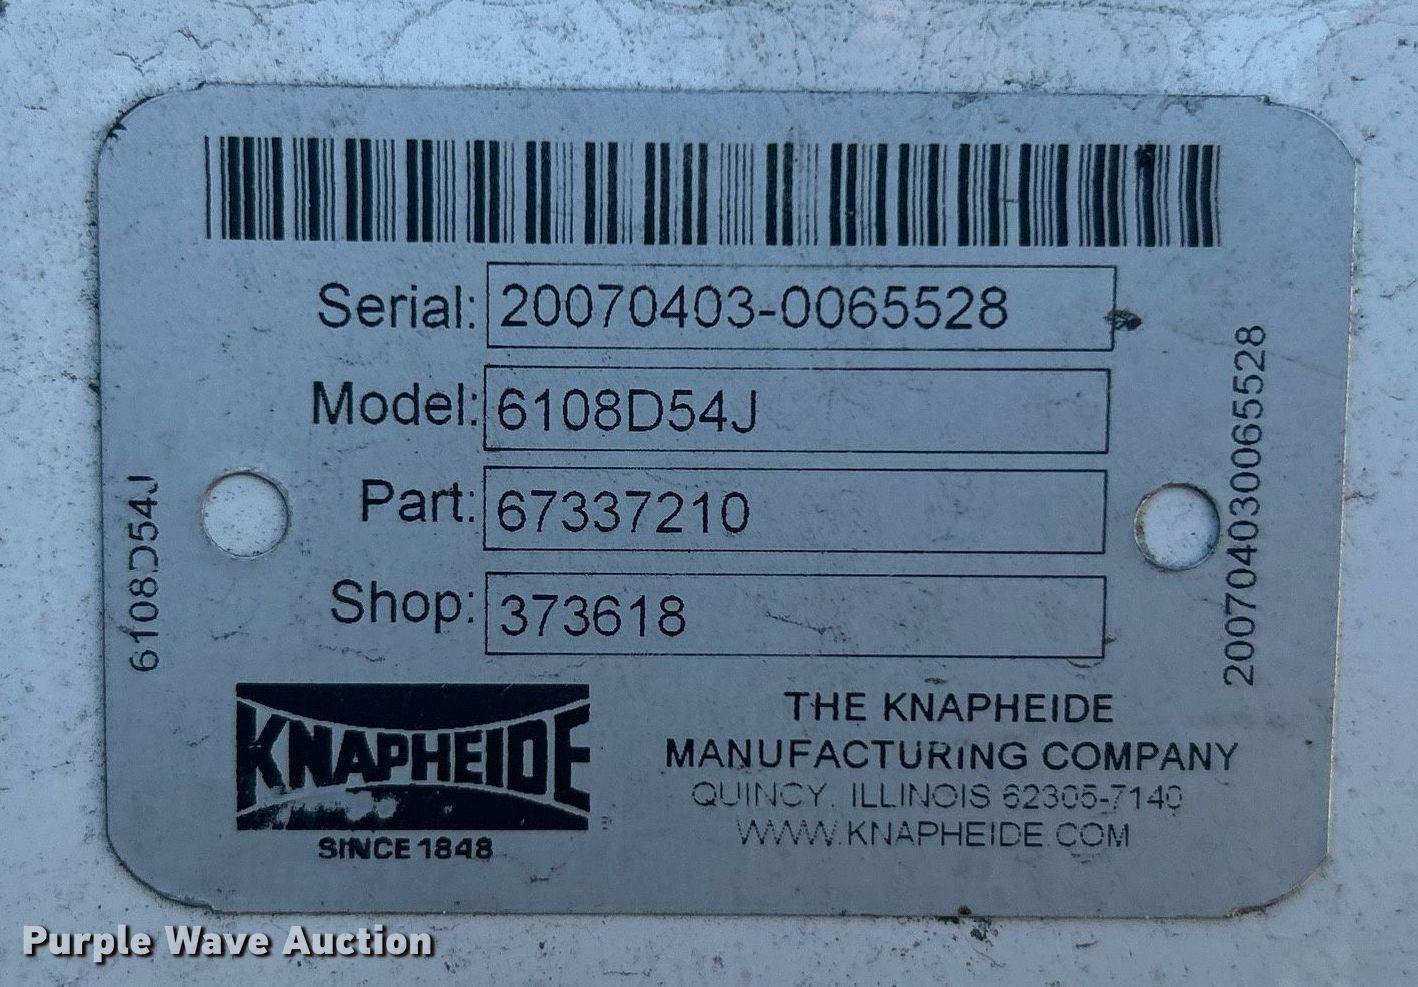 Serial: 20070403-0065528
Model: 6108D54J
Part: 67337210
Shop: 373618
6108D54J
200704030065528
KNAPHEIDE
SINCE 1848
THE KNAPHEIDE
MANUFACTURING COMPANY
QUINCY, ILLINOIS 62305-7140
WWW.KNAPHEIDE.COM
Purple Wave Auction